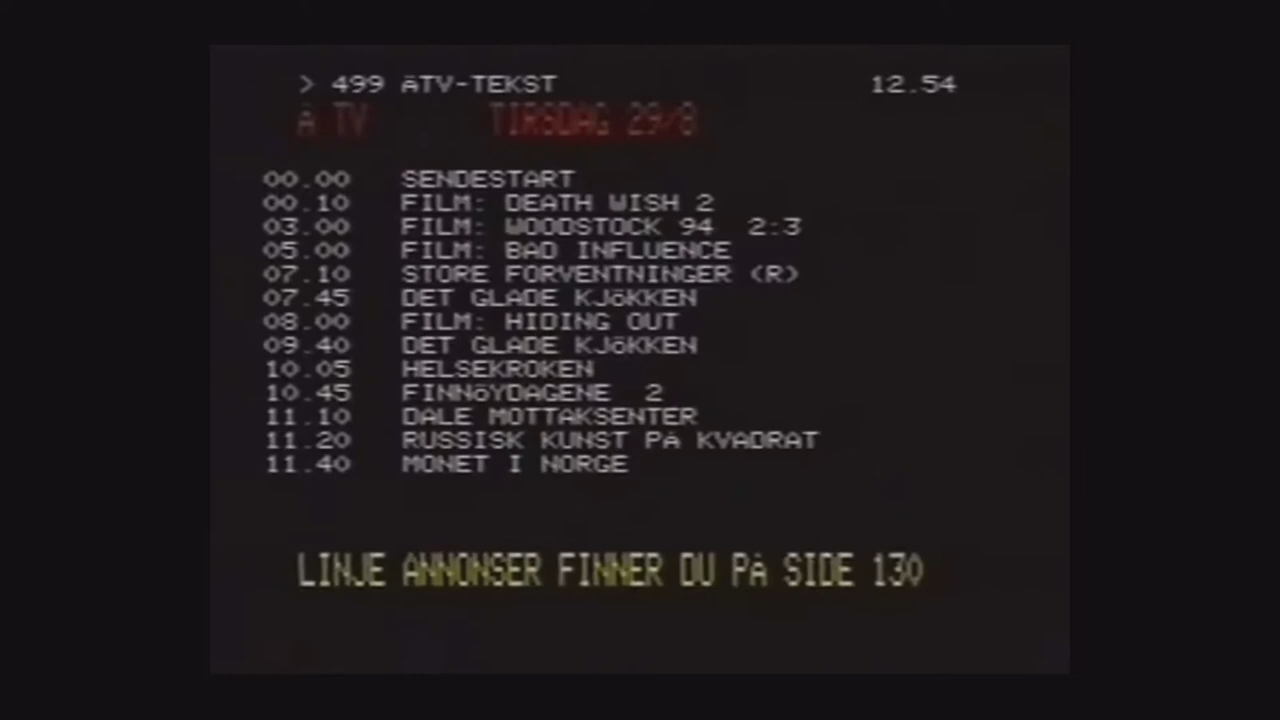 > 499 åTV-TEKST 12.54
Å TV TIRSDAG 29/8
00.00 SENDESTART
00.10 FILM: DEATH WISH 2
03.00 FILM: WOODSTOCK 94 2:3
05.00 FILM: BAD INFLUENCE
07.10 STORE FORVENTNINGER (R)
07.45 DET GLADE KJöKKEN
08.00 FILM: HIDING OUT
09.40 DET GLADE KJöKKEN
10.05 HELSEKROKEN
10.45 FINNöYDAGENE 2
11.10 DALE MOTTAKSENTER
11.20 RUSSISK KUNST På KVADRAT
11.40 MONET I NORGE
LINJE ANNONSER FINNER DU På SIDE 130